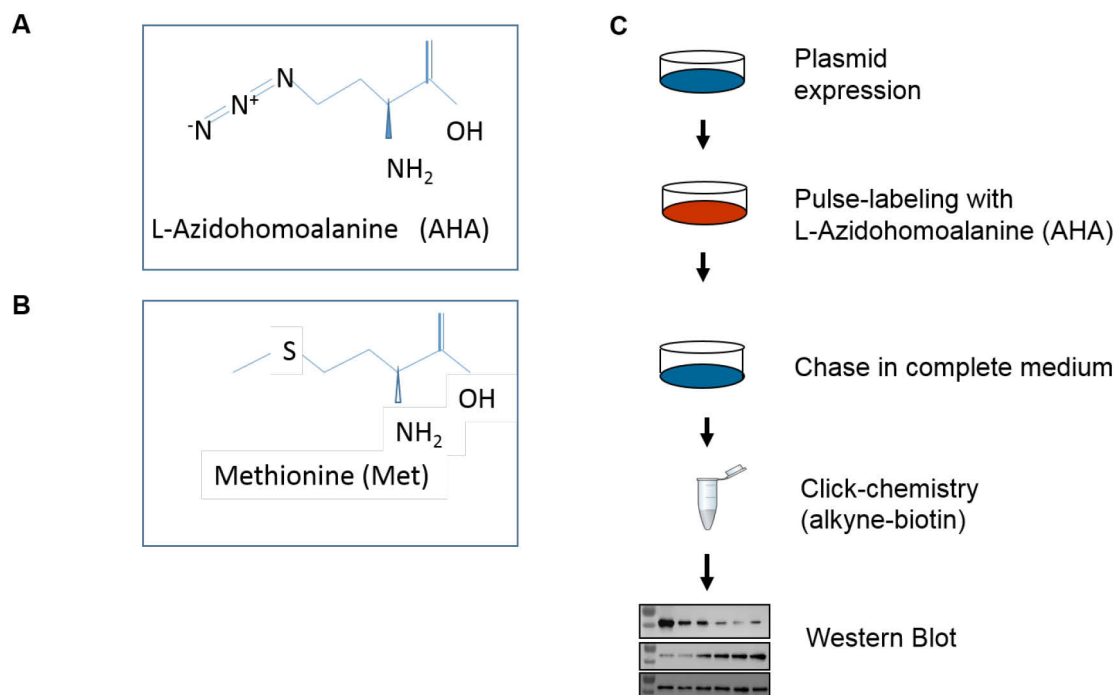 A
N
N+
-N
OH
NH2
L-Azidohomoalanine (AHA)
B
S
OH
NH2
Methionine (Met)
C
Plasmid
expression
Pulse-labeling with
L-Azidohomoalanine (AHA)
Chase in complete medium
Click-chemistry
(alkyne-biotin)
Western Blot